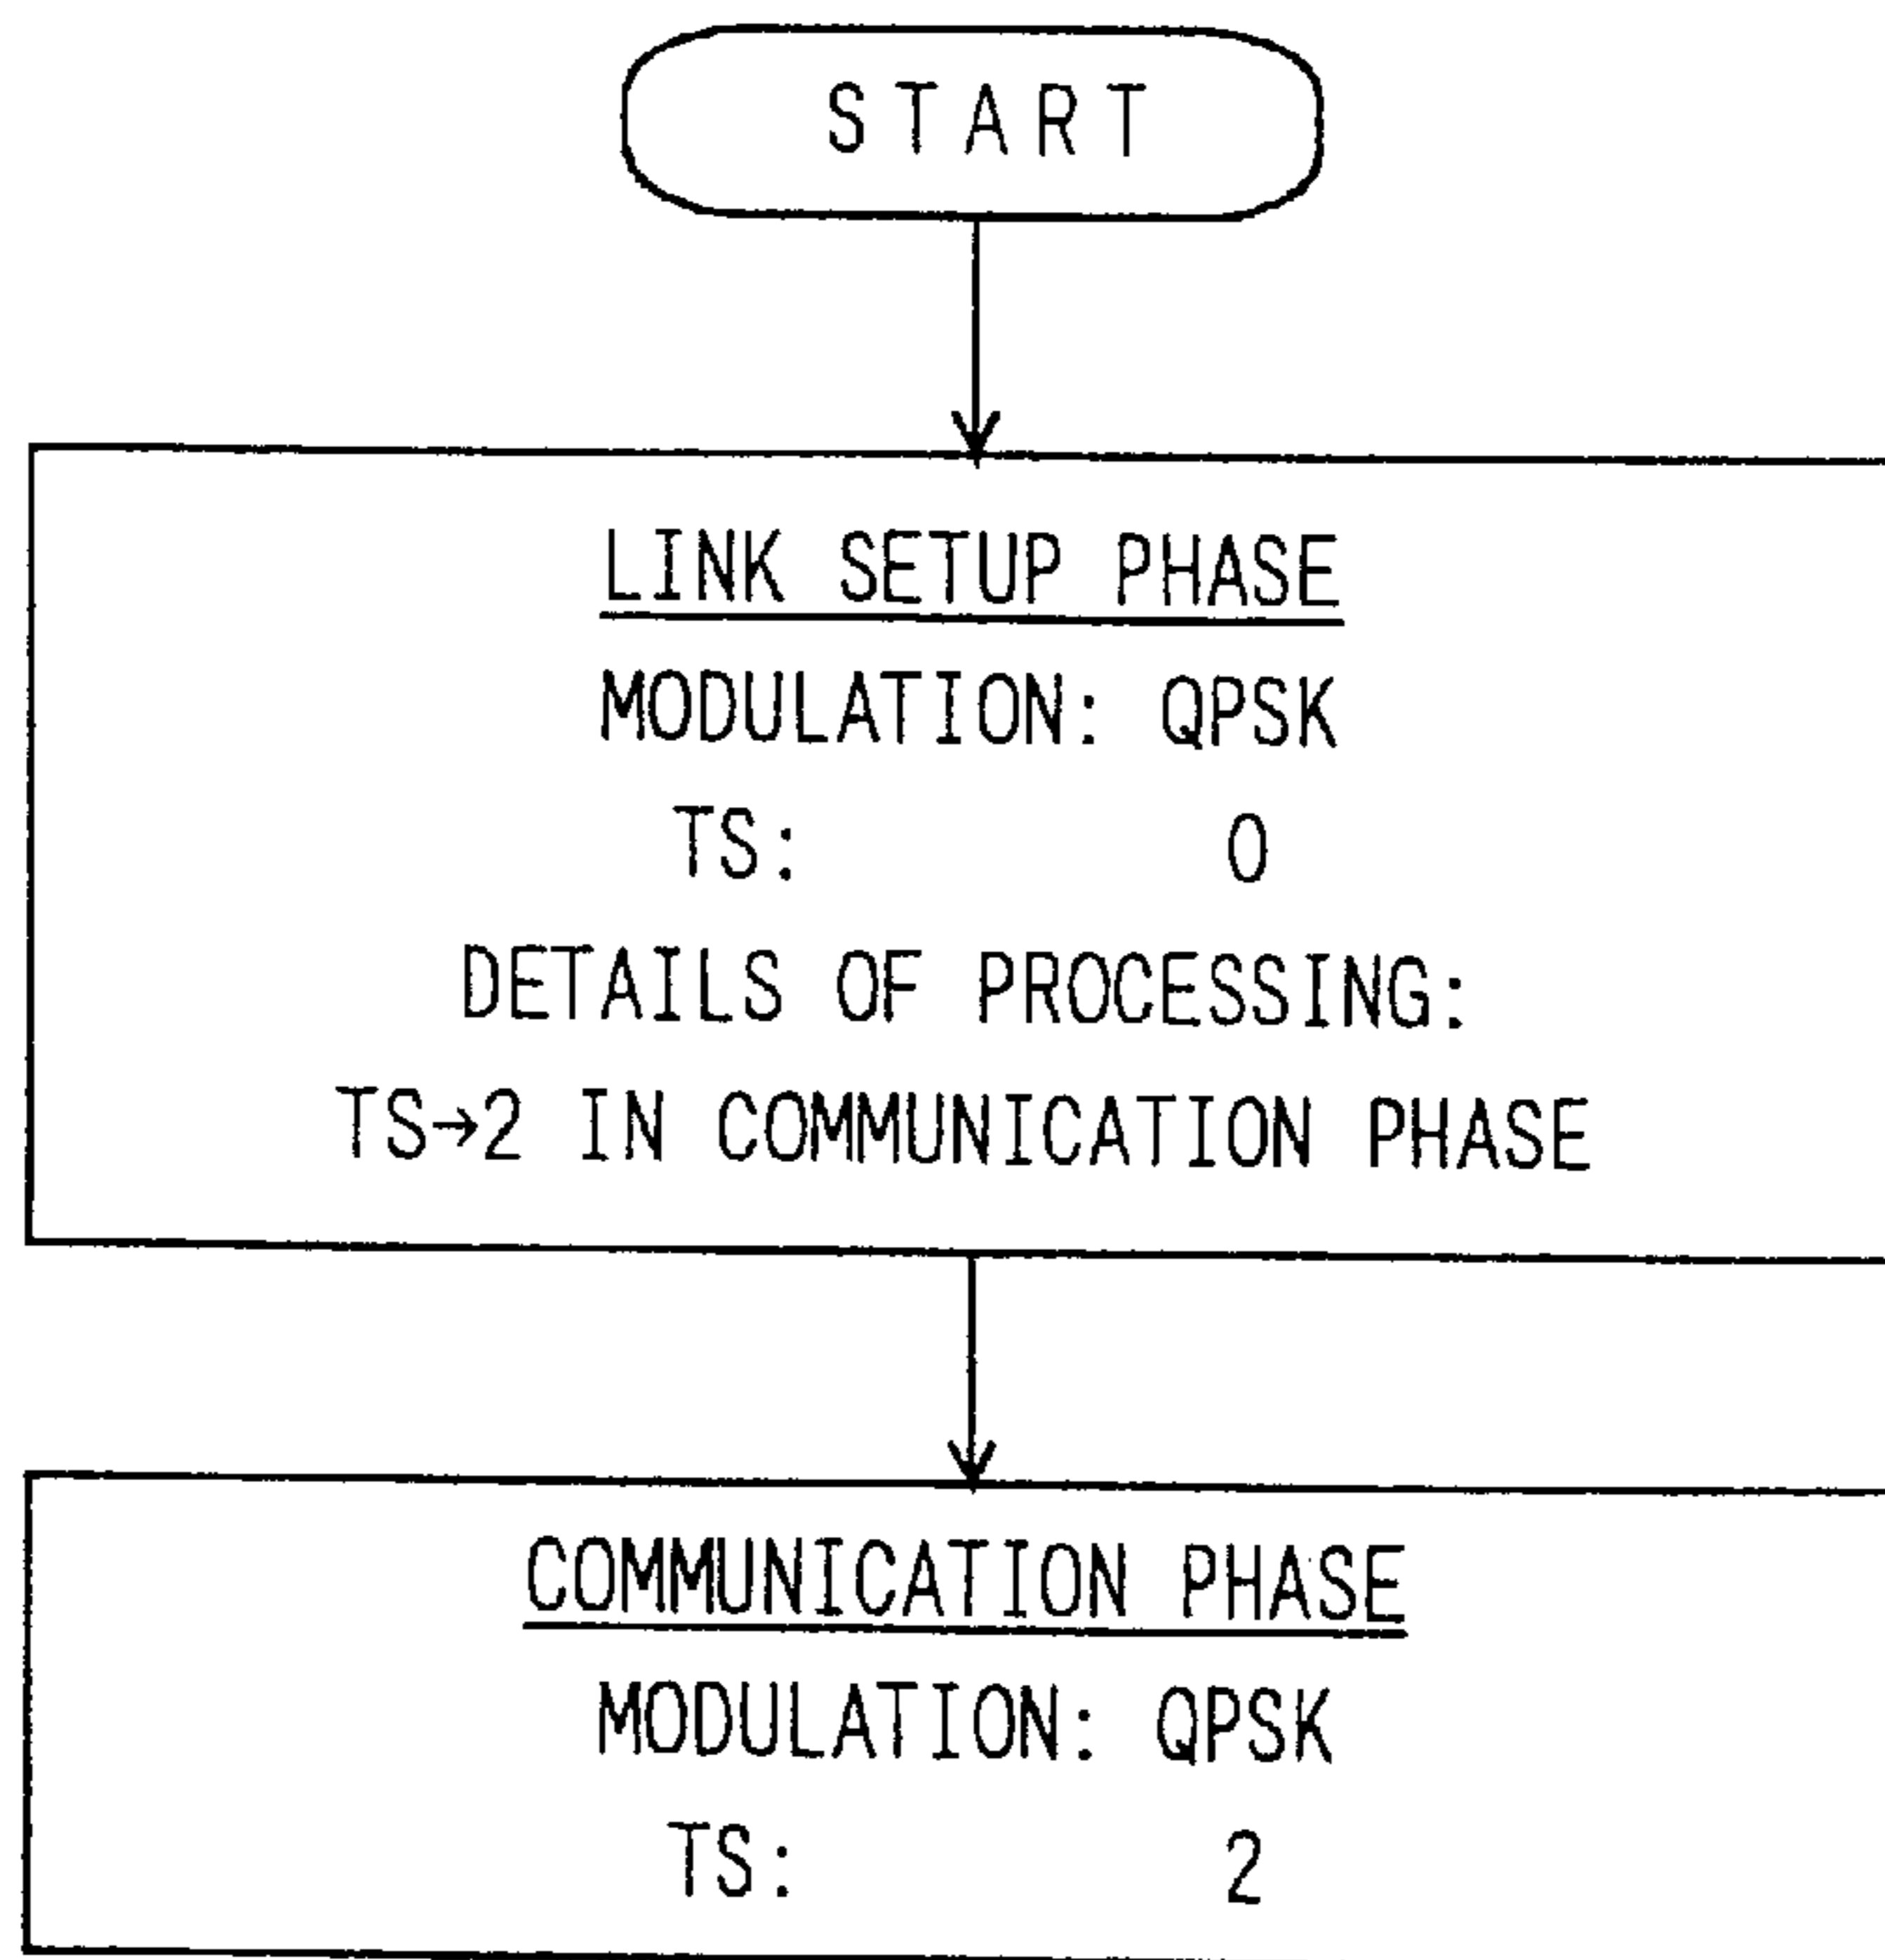 START
LINK SETUP PHASE
MODULATION: QPSK
TS: 0
DETAILS OF PROCESSING:
TS→2 IN COMMUNICATION PHASE
COMMUNICATION PHASE
MODULATION: QPSK
TS: 2